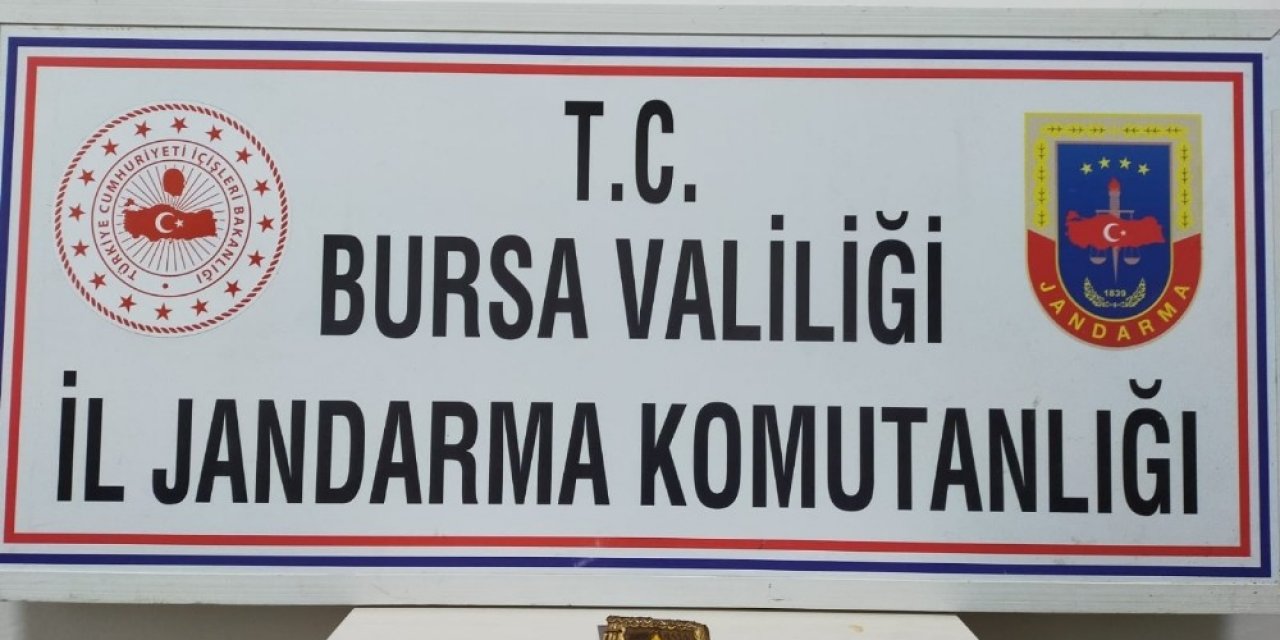 T.C.
BURSA VALİLİĞİ
İL JANDARMA KOMUTANLIĞI
TÜRKİYE CUMHURİYETİ İÇİŞLERİ BAKANLIĞI
1839
JANDARMA